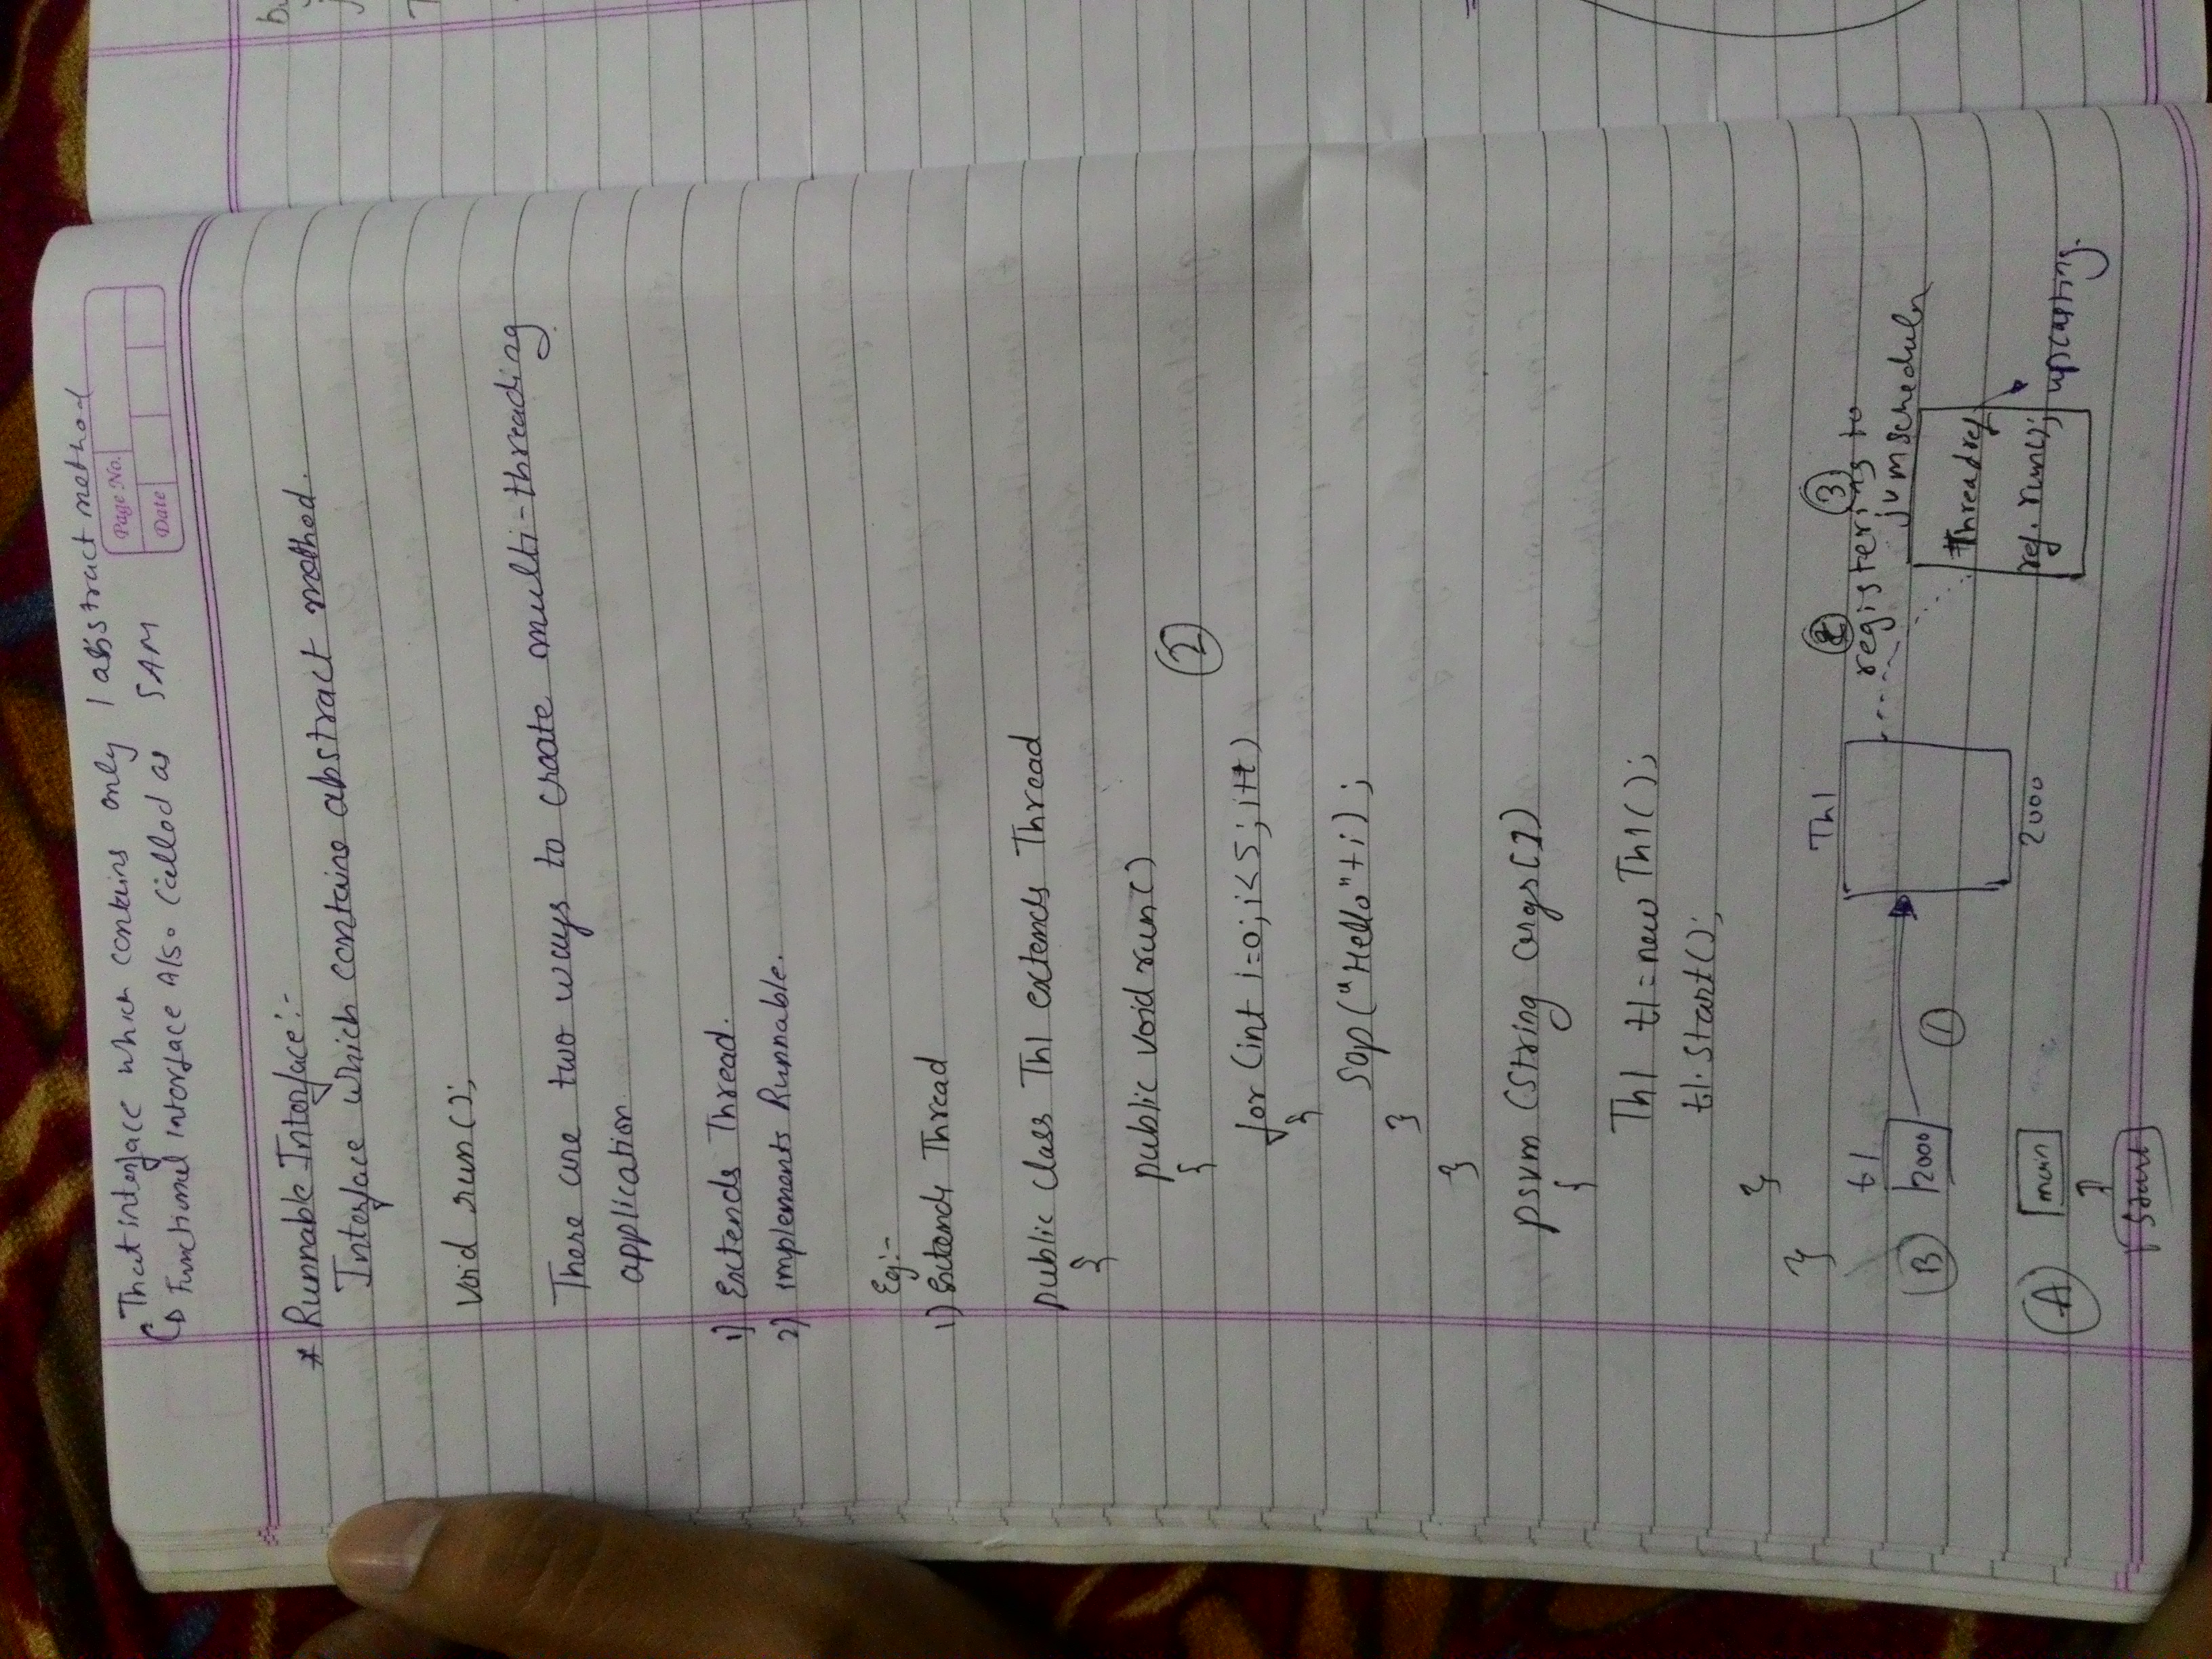 That interface which contains only 1 abstract method
Functional Interface Also Called as SAM
Page No.
Date
* Runnable Interface:-
Interface which contains abstract method.
void run();
There are two ways to create multi-threading
application
1) Extends Thread.
2) implements Runnable.
Eg:-
1) Extends Thread
public class Th1 extends Thread
{
public void run()
{
2
for (int i=0; i<5; i++)
{
Sop("Hello"+i);
}
}
psvm (String args[])
{
Th1 t1=new Th1();
t1.start();
}
}
Th1
2 3
t1
registering to
jvm scheduler
B 2000
1
Thread ref
ref. run();
upcasting.
2000
A main
Start